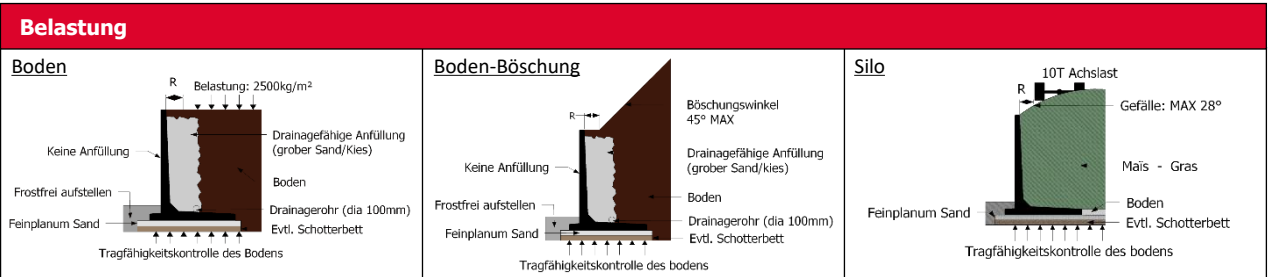 Belastung
Boden
R
Belastung: 2500kg/m²
Drainagefähige Anfüllung
(grober Sand/Kies)
Keine Anfüllung
Boden
Frostfrei aufstellen
Drainagerohr (dia 100mm)
Feinplanum Sand
Evtl. Schotterbett
Tragfähigkeitskontrolle des Bodens
Boden-Böschung
Böschungswinkel
45° MAX
R
Drainagefähige Anfüllung
(grober Sand/kies)
Keine Anfüllung
Boden
Frostfrei aufstellen
Drainagerohr (dia 100mm)
Feinplanum Sand
Evtl. Schotterbett
Tragfähigkeitskontrolle des bodens
Silo
10T Achslast
R
Gefälle: MAX 28°
Maïs - Gras
Boden
Feinplanum Sand
Evtl. Schotterbett
Tragfähigkeitskontrolle des bodens